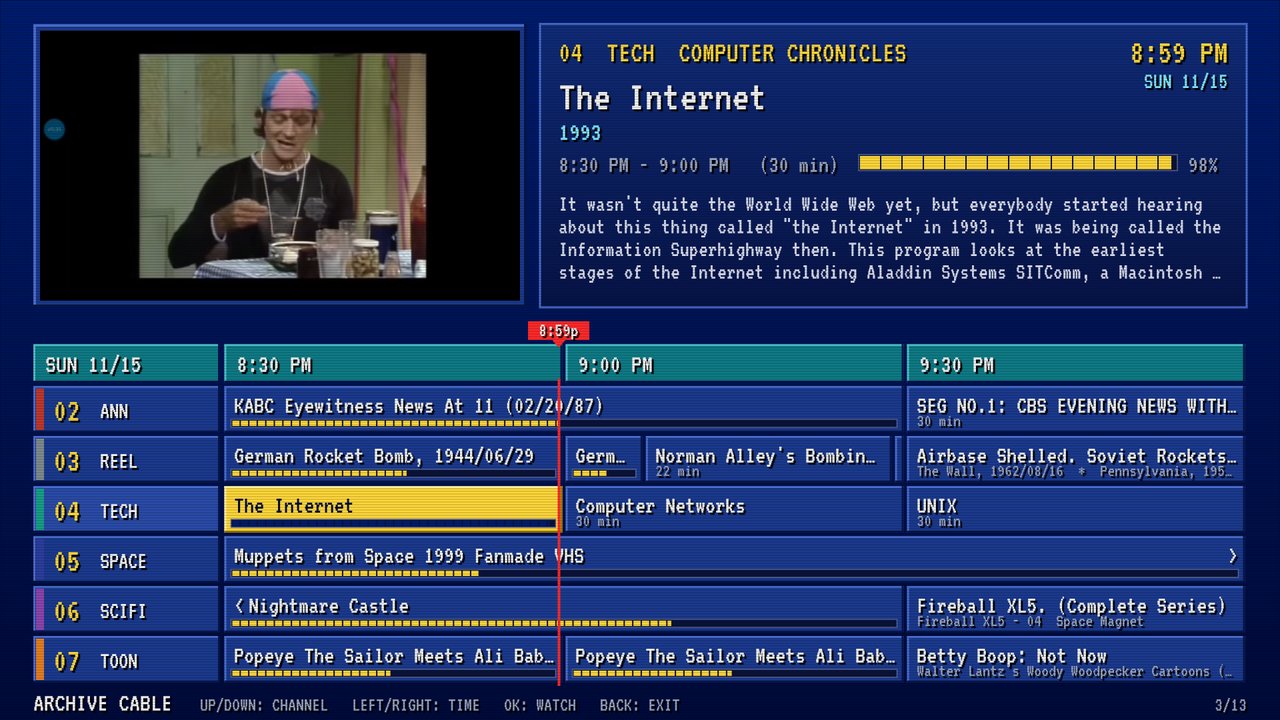 04 TECH COMPUTER CHRONICLES
8:59 PM
SUN 11/15
The Internet
1993
8:30 PM - 9:00 PM (30 min)
98%
It wasn't quite the World Wide Web yet, but everybody started hearing
about this thing called "the Internet" in 1993. It was being called the
Information Superhighway then. This program looks at the earliest
stages of the Internet including Aladdin Systems SITComm, a Macintosh …
8:59p
SUN 11/15
8:30 PM
9:00 PM
9:30 PM
02 ANN
KABC Eyewitness News At 11 (02/20/87)
SEG NO.1: CBS EVENING NEWS WITH…
30 min
03 REEL
German Rocket Bomb, 1944/06/29
Germ…
Norman Alley's Bombin…
22 min
Airbase Shelled. Soviet Rockets…
The Wall, 1962/08/16 * Pennsylvania, 195…
04 TECH
The Internet
Computer Networks
30 min
UNIX
30 min
05 SPACE
Muppets from Space 1999 Fanmade VHS
06 SCIFI
Nightmare Castle
Fireball XL5. (Complete Series)
Fireball XL5 - 04 Space Magnet
07 TOON
Popeye The Sailor Meets Ali Bab…
Popeye The Sailor Meets Ali Bab…
Betty Boop: Not Now
Walter Lantz's Woody Woodpecker Cartoons (…
ARCHIVE CABLE
UP/DOWN: CHANNEL LEFT/RIGHT: TIME OK: WATCH BACK: EXIT
3/13